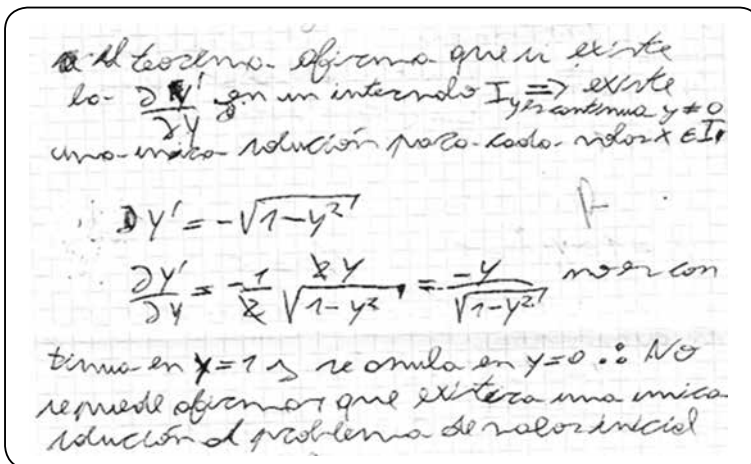 El teorema afirma que si existe
la ∂y'/∂y en un intervalo I y es continua y ≠ 0 => existe
una única solución para cada valor x ∈ I.
y' = -√(1-y²)
∂y'/∂y = -1/2 2y/√(1-y²) = -y/√(1-y²) no es con
tinua en y=1 y se anula en y=0 ∴ No
se puede afirmar que existira una unica
solución al problema de valor inicial